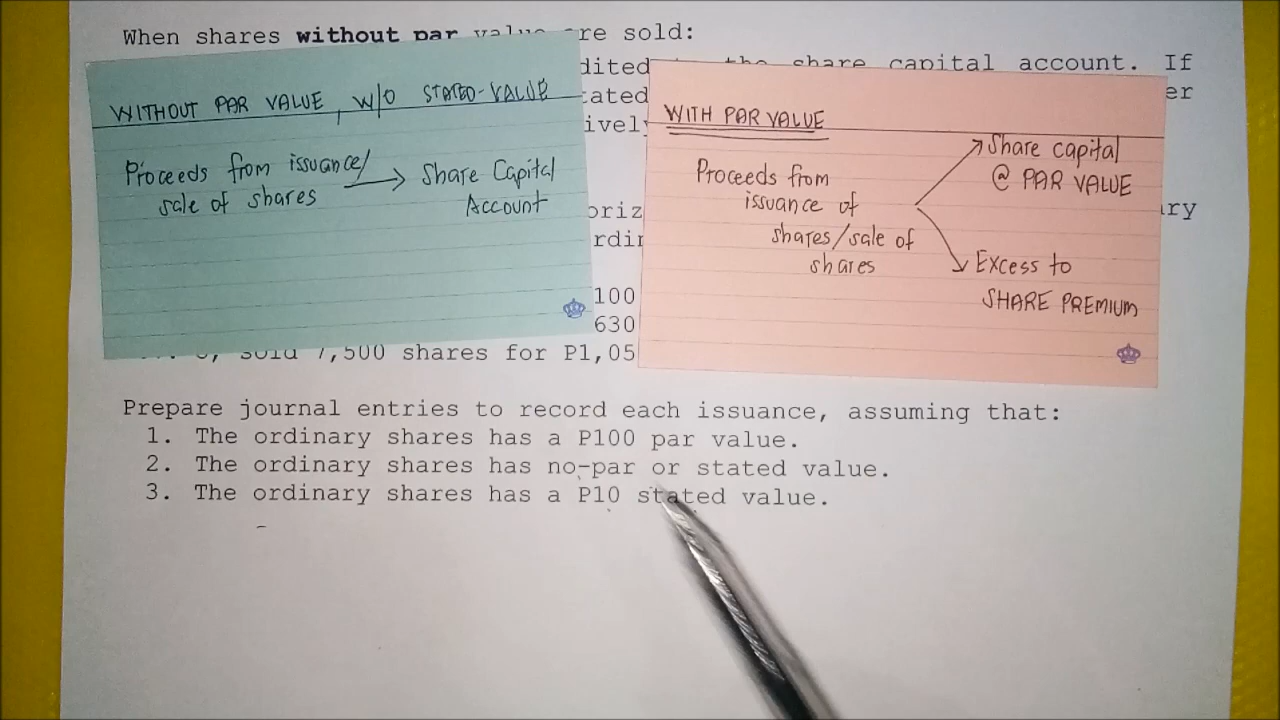 When shares without par value are sold:
dited the share capital account. If
tated er
ively
oriz ary
rdin
100
630
sold 7,500 shares for P1,05
WITHOUT PAR VALUE, W/O STATED-VALUE
Proceeds from issuance/ → Share Capital
sale of shares Account
WITH PAR VALUE
Proceeds from
issuance of
shares/sale of
shares
Share capital
@ PAR VALUE
Excess to
SHARE PREMIUM
Prepare journal entries to record each issuance, assuming that:
1. The ordinary shares has a P100 par value.
2. The ordinary shares has no-par or stated value.
3. The ordinary shares has a P10 stated value.